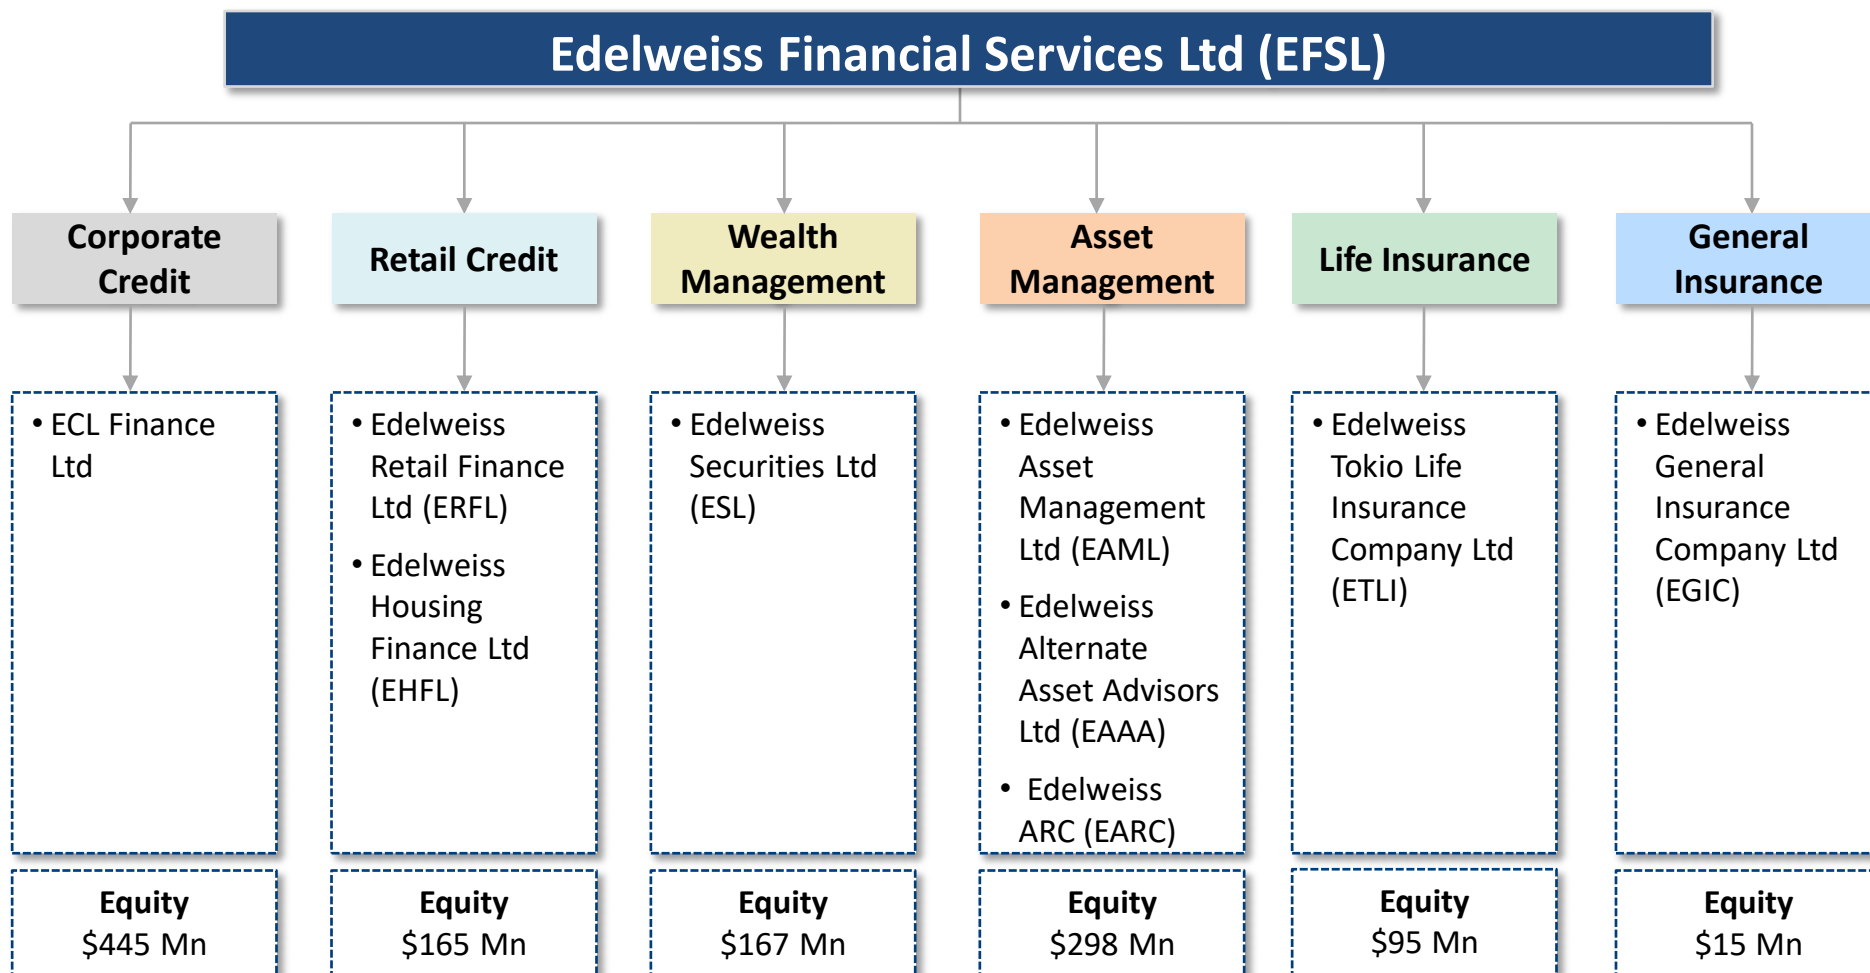 Edelweiss Financial Services Ltd (EFSL)
Corporate
Credit
Retail Credit
Wealth
Management
Asset
Management
Life Insurance
General
Insurance
• ECL Finance
Ltd
• Edelweiss
Retail Finance
Ltd (ERFL)
• Edelweiss
Housing
Finance Ltd
(EHFL)
• Edelweiss
Securities Ltd
(ESL)
• Edelweiss
Asset
Management
Ltd (EAML)
• Edelweiss
Alternate
Asset Advisors
Ltd (EAAA)
• Edelweiss
ARC (EARC)
• Edelweiss
Tokio Life
Insurance
Company Ltd
(ETLI)
• Edelweiss
General
Insurance
Company Ltd
(EGIC)
Equity
$445 Mn
Equity
$165 Mn
Equity
$167 Mn
Equity
$298 Mn
Equity
$95 Mn
Equity
$15 Mn